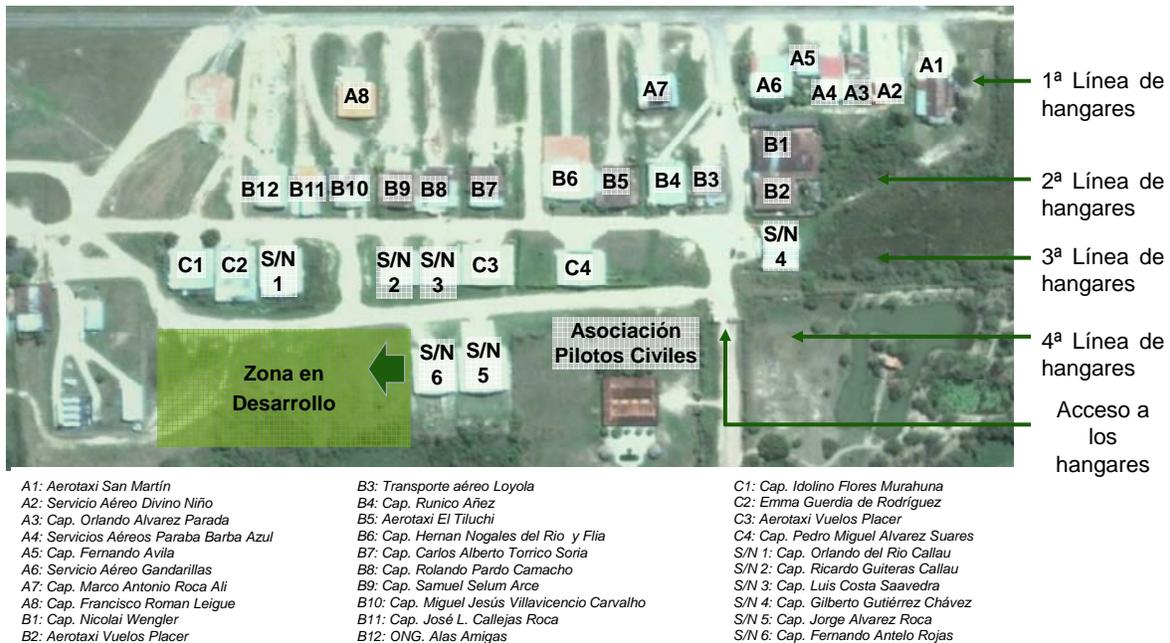 A5
A1
A6
A4
A3
A2
A8
A7
1ª Línea de
hangares
B1
B12
B11
B10
B9
B8
B7
B6
B5
B4
B3
B2
2ª Línea de
hangares
C1
C2
S/N
1
S/N
2
S/N
3
C3
C4
S/N
4
3ª Línea de
hangares
Zona en
Desarrollo
S/N
6
S/N
5
Asociación
Pilotos Civiles
4ª Línea de
hangares
Acceso a
los
hangares
A1: Aerotaxi San Martín
A2: Servicio Aéreo Divino Niño
A3: Cap. Orlando Alvarez Parada
A4: Servicios Aéreos Paraba Barba Azul
A5: Cap. Fernando Avila
A6: Servicio Aéreo Gandarillas
A7: Cap. Marco Antonio Roca Ali
A8: Cap. Francisco Roman Leigue
B1: Cap. Nicolai Wengler
B2: Aerotaxi Vuelos Placer
B3: Transporte aéreo Loyola
B4: Cap. Runico Añez
B5: Aerotaxi El Tiluchi
B6: Cap. Hernan Nogales del Rio y Flia
B7: Cap. Carlos Alberto Torrico Soria
B8: Cap. Rolando Pardo Camacho
B9: Cap. Samuel Selum Arce
B10: Cap. Miguel Jesús Villavicencio Carvalho
B11: Cap. José L. Callejas Roca
B12: ONG. Alas Amigas
C1: Cap. Idolino Flores Murahuna
C2: Emma Guerdia de Rodríguez
C3: Aerotaxi Vuelos Placer
C4: Cap. Pedro Miguel Alvarez Suares
S/N 1: Cap. Orlando del Rio Callau
S/N 2: Cap. Ricardo Guiteras Callau
S/N 3: Cap. Luis Costa Saavedra
S/N 4: Cap. Gilberto Gutiérrez Chávez
S/N 5: Cap. Jorge Alvarez Roca
S/N 6: Cap. Fernando Antelo Rojas